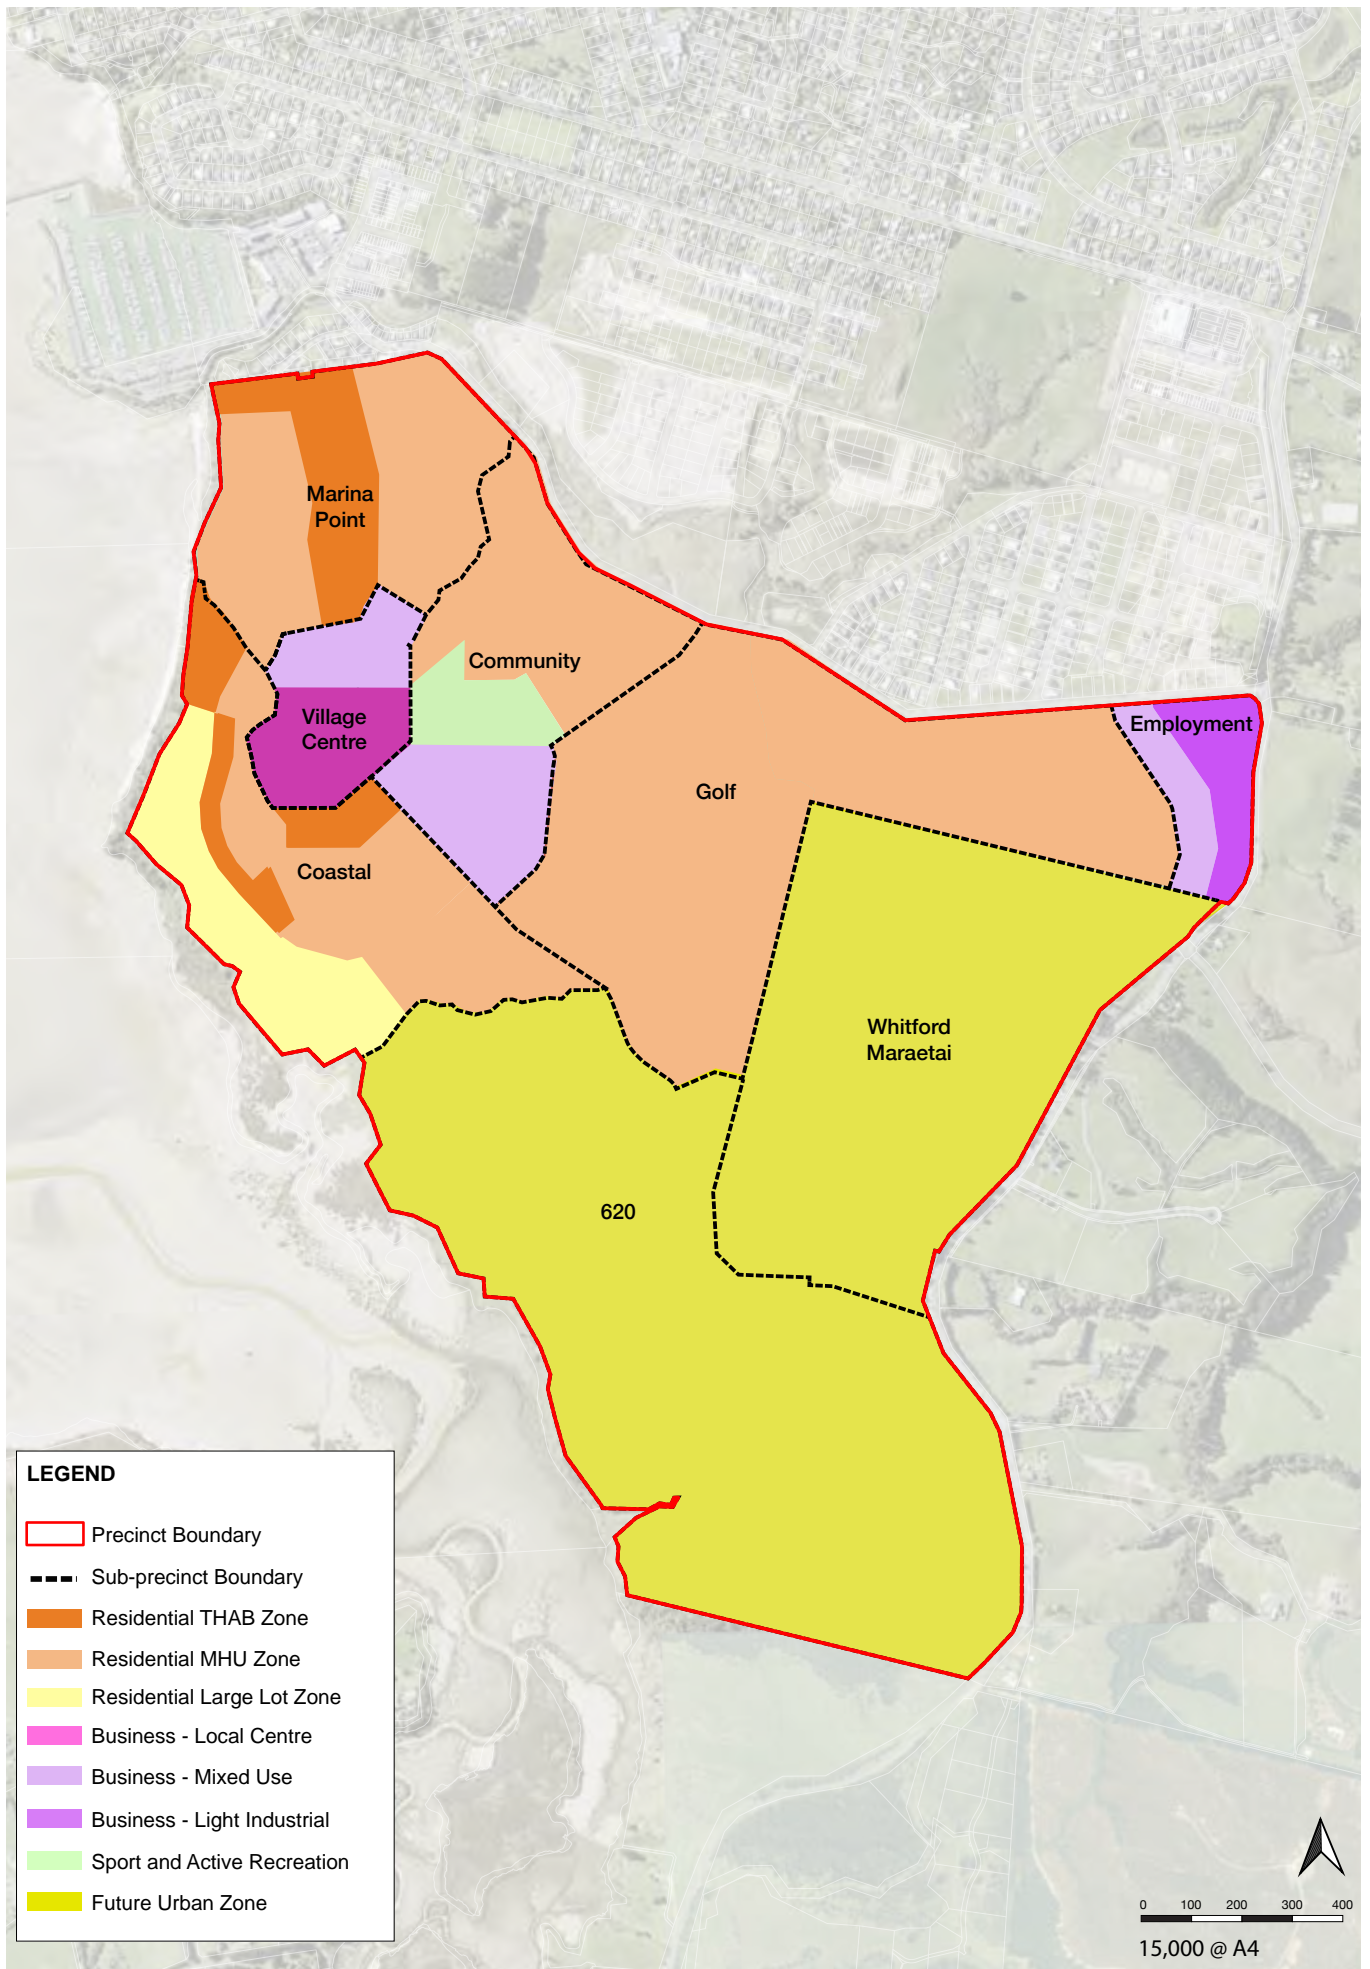 Marina
Point
Community
Village
Centre
Employment
Golf
Coastal
Whitford
Maraetai
620
LEGEND
Precinct Boundary
Sub-precinct Boundary
Residential THAB Zone
Residential MHU Zone
Residential Large Lot Zone
Business - Local Centre
Business - Mixed Use
Business - Light Industrial
Sport and Active Recreation
Future Urban Zone
0 100 200 300 400
15,000 @ A4